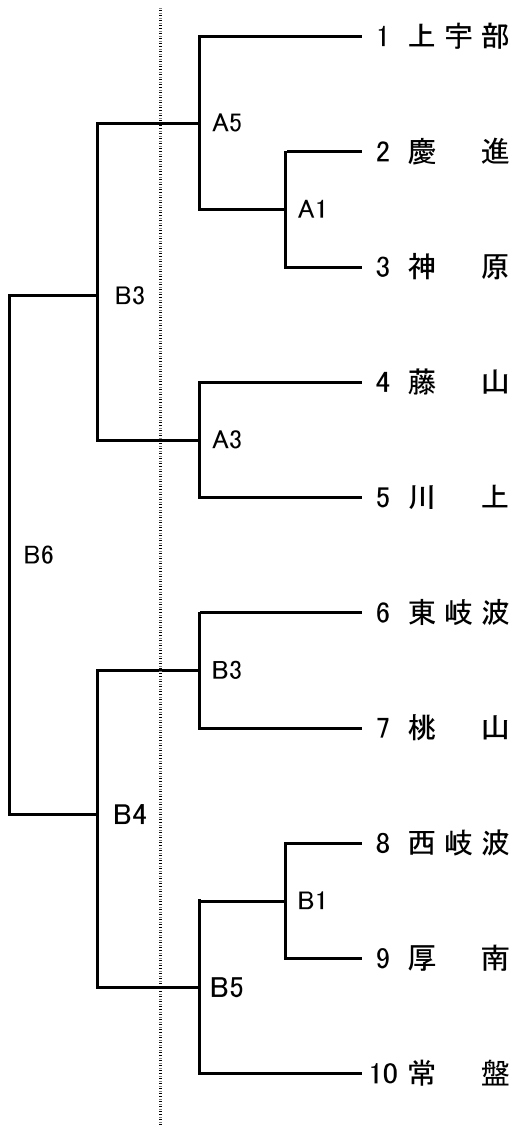 1 上宇部
A5
2 慶進
A1
3 神原
B3
4 藤山
A3
5 川上
B6
6 東岐波
B3
7 桃山
B4
8 西岐波
B1
9 厚南
B5
10 常盤